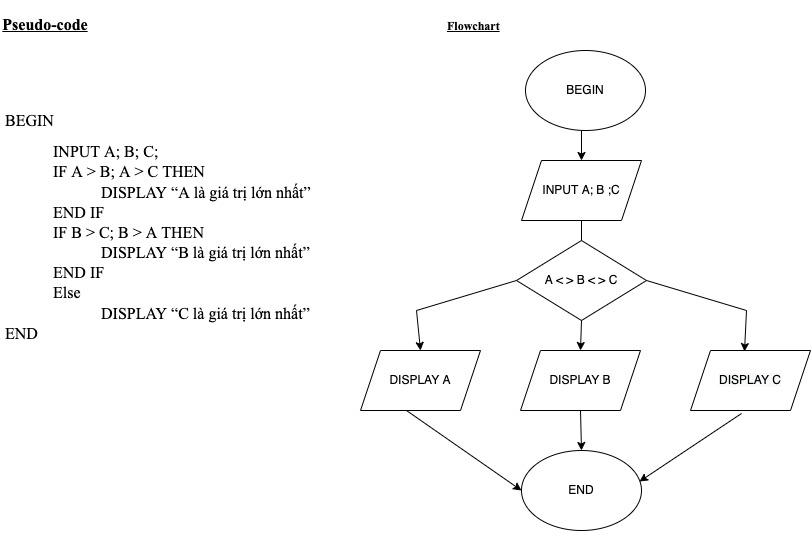 Pseudo-code
BEGIN
INPUT A; B; C;
IF A > B; A > C THEN
DISPLAY “A là giá trị lớn nhất”
END IF
IF B > C; B > A THEN
DISPLAY “B là giá trị lớn nhất”
END IF
Else
DISPLAY “C là giá trị lớn nhất”
END
Flowchart
BEGIN
INPUT A; B ;C
A <> B <> C
DISPLAY A
DISPLAY B
DISPLAY C
END